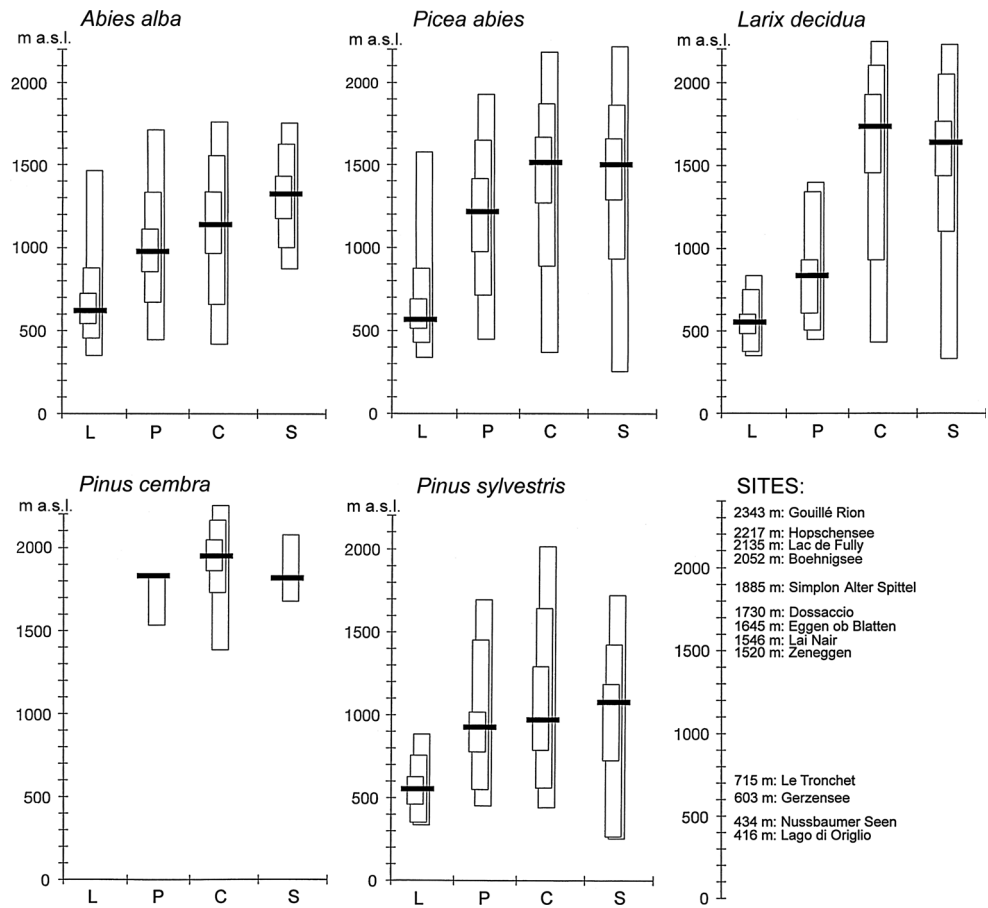 Abies alba
m a.s.l.
2000
1500
1000
500
0
L P C S
Picea abies
m a.s.l.
2000
1500
1000
500
0
L P C S
Larix decidua
m a.s.l.
2000
1500
1000
500
0
L P C S
Pinus cembra
m a.s.l.
2000
1500
1000
500
0
L P C S
Pinus sylvestris
m a.s.l.
2000
1500
1000
500
0
L P C S
SITES:
2343 m: Gouillé Rion
2217 m: Hopschensee
2135 m: Lac de Fully
2052 m: Boehnigsee
2000
1885 m: Simplon Alter Spittel
1730 m: Dossaccio
1645 m: Eggen ob Blatten
1546 m: Lai Nair
1520 m: Zeneggen
1500
1000
715 m: Le Tronchet
603 m: Gerzensee
500
434 m: Nussbaumer Seen
416 m: Lago di Origlio
0